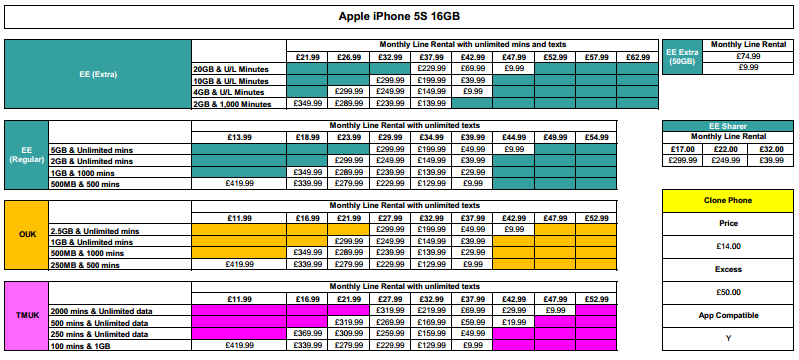 Apple iPhone 5S 16GB
EE (Extra)
Monthly Line Rental with unlimited mins and texts
£21.99 £26.99 £32.99 £37.99 £42.99 £47.99 £52.99 £57.99 £62.99
20GB & U/L Minutes £229.99 £69.99 £9.99
10GB & U/L Minutes £299.99 £199.99 £39.99
4GB & U/L Minutes £299.99 £249.99 £149.99 £9.99
2GB & 1,000 Minutes £349.99 £289.99 £239.99 £139.99
EE Extra
(50GB)
Monthly Line Rental
£74.99
£9.99
EE
(Regular)
Monthly Line Rental with unlimited texts
£13.99 £18.99 £23.99 £29.99 £34.99 £39.99 £44.99 £49.99 £54.99
5GB & Unlimited mins £299.99 £199.99 £49.99 £9.99
2GB & Unlimited mins £299.99 £249.99 £149.99 £39.99
1GB & 1000 mins £349.99 £289.99 £239.99 £139.99 £29.99
500MB & 500 mins £419.99 £339.99 £279.99 £229.99 £129.99 £9.99
EE Sharer
Monthly Line Rental
£17.00 £22.00 £32.00
£299.99 £249.99 £39.99
OUK
Monthly Line Rental with unlimited texts
£11.99 £16.99 £21.99 £27.99 £32.99 £37.99 £42.99 £47.99 £52.99
2.5GB & Unlimited mins £299.99 £199.99 £49.99 £9.99
1GB & Unlimited mins £299.99 £249.99 £149.99 £39.99
500MB & 1000 mins £349.99 £289.99 £239.99 £139.99 £29.99
250MB & 500 mins £419.99 £339.99 £279.99 £229.99 £129.99 £9.99
TMUK
Monthly Line Rental with unlimited texts
£11.99 £16.99 £21.99 £27.99 £32.99 £37.99 £42.99 £47.99 £52.99
2000 mins & Unlimited data £319.99 £219.99 £69.99 £29.99 £9.99
500 mins & Unlimited data £319.99 £269.99 £169.99 £59.99 £19.99
250 mins & Unlimited data £369.99 £309.99 £259.99 £159.99 £49.99
100 mins & 1GB £419.99 £339.99 £279.99 £229.99 £129.99 £9.99
Clone Phone
Price
£14.00
Excess
£50.00
App Compatible
Y